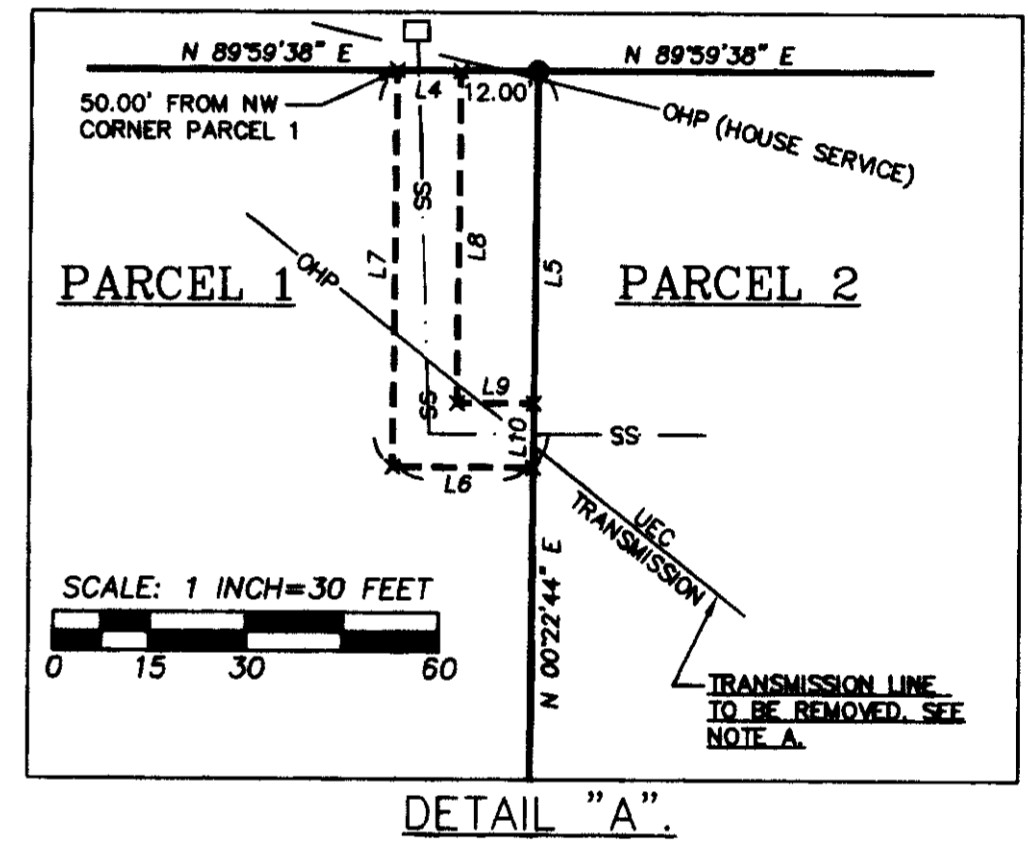 N 89°59'38" E
N 89°59'38" E
50.00' FROM NW
CORNER PARCEL 1
L4
12.00'
OHP (HOUSE SERVICE)
SS
L7
L8
L5
OHP
PARCEL 1
PARCEL 2
L9
SS
L10
SS
L6
UEC
TRANSMISSION
N 00°22'44" E
SCALE: 1 INCH=30 FEET
0 15 30 60
TRANSMISSION LINE
TO BE REMOVED. SEE
NOTE A.
DETAIL "A".